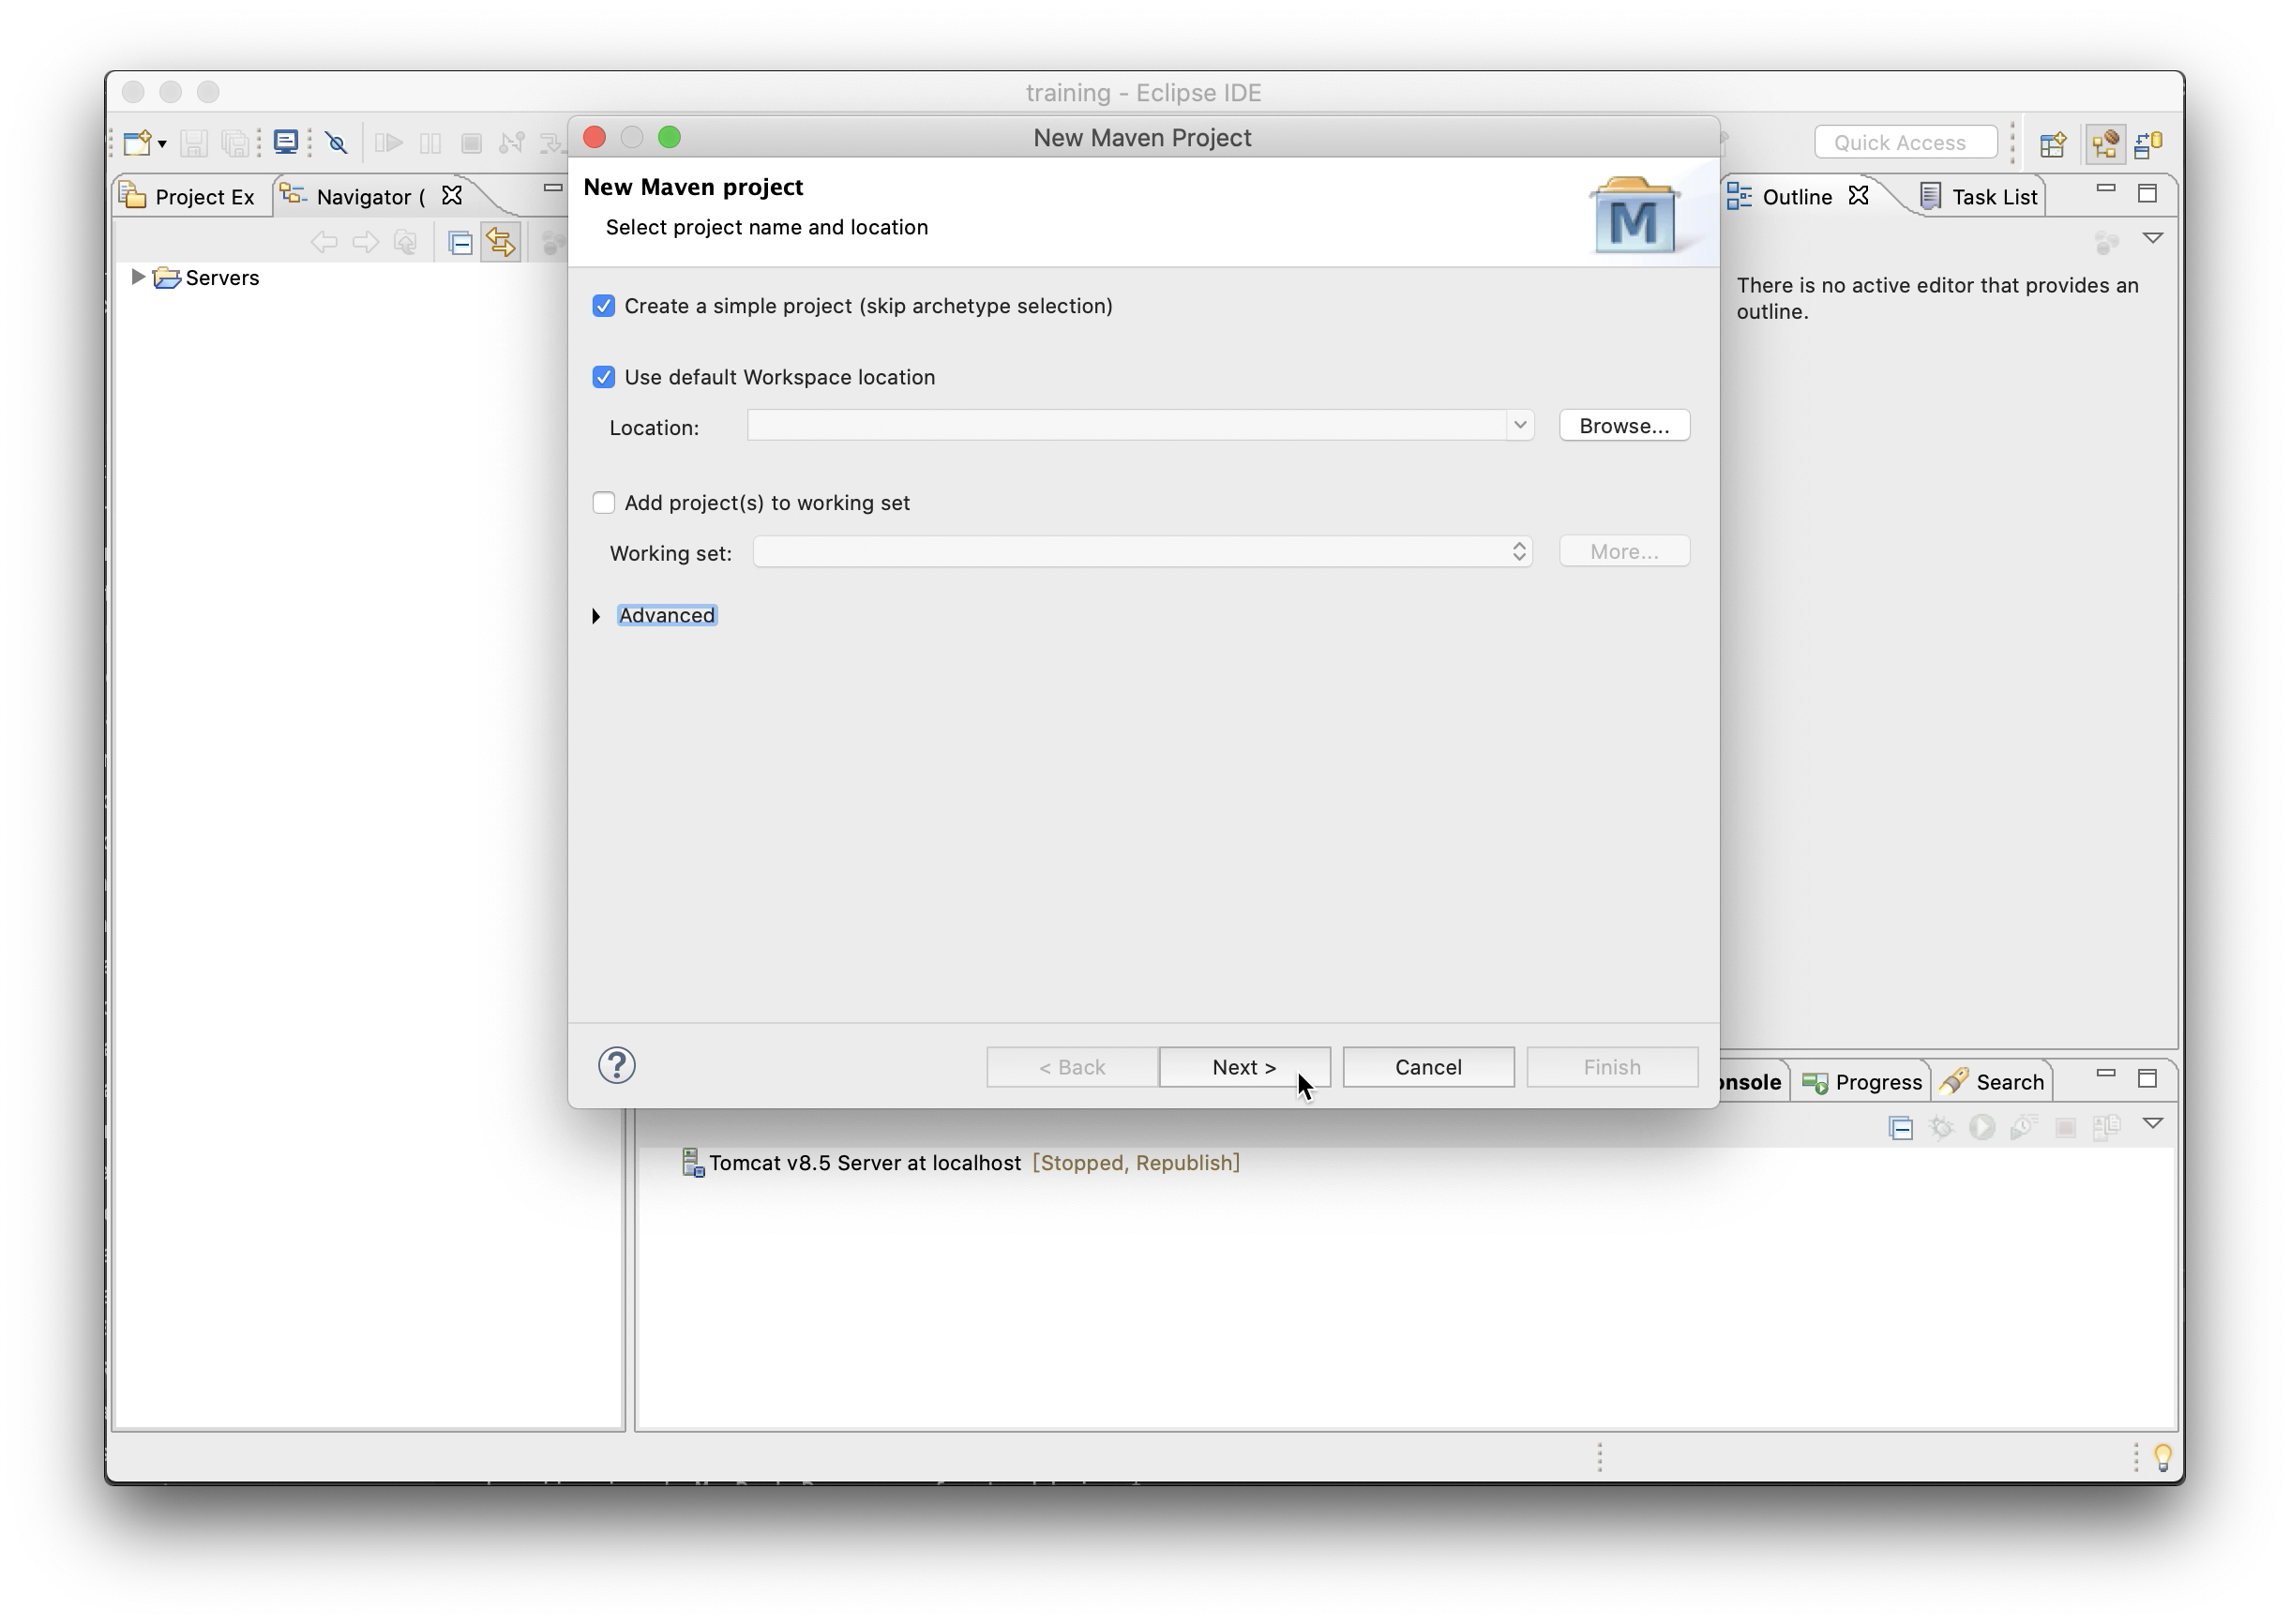 training - Eclipse IDE
New Maven Project
Quick Access
Project Ex
Navigator (
New Maven project
Select project name and location
M
Outline
Task List
Servers
There is no active editor that provides an
outline.
Create a simple project (skip archetype selection)
Use default Workspace location
Location:
Browse...
Add project(s) to working set
Working set:
More...
Advanced
?
< Back
Next >
Cancel
Finish
onsole
Progress
Search
Tomcat v8.5 Server at localhost [Stopped, Republish]